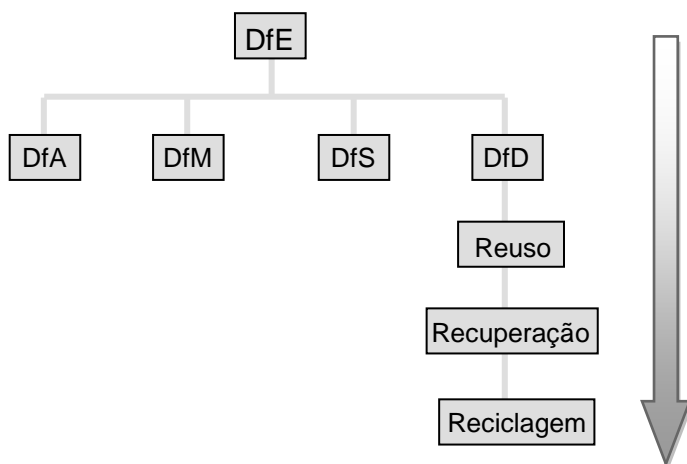 DfE
DfA DfM DfS DfD
Reuso
Recuperação
Reciclagem